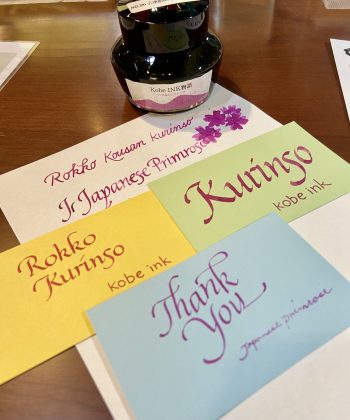 Kobe INK物語
Rokko Kousan Kurinso
Jr Japanese Primrose
Kurinso
kobe ink
Rokko
Kurinso
kobe ink
Thank
You
Japanese primrose